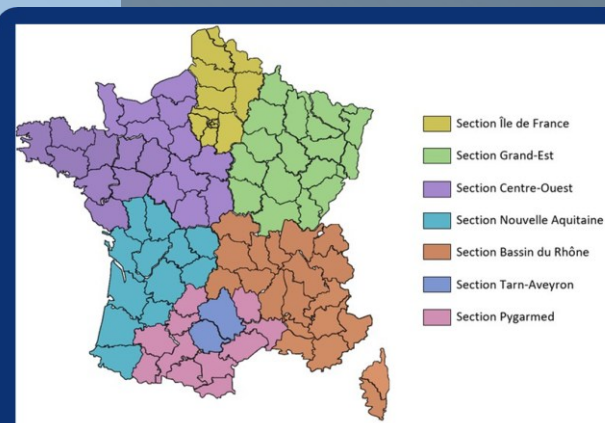 Section Île de France
Section Grand-Est
Section Centre-Ouest
Section Nouvelle Aquitaine
Section Bassin du Rhône
Section Tarn-Aveyron
Section Pygarmed